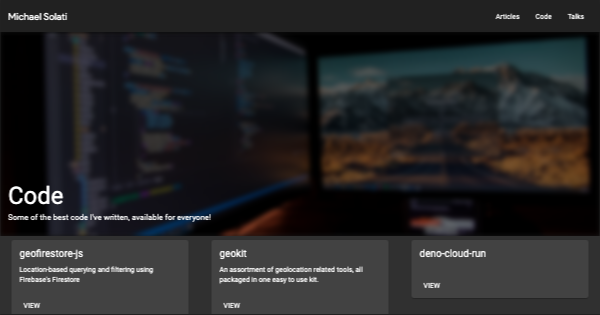 Michael Solati
Articles Code Talks
Code
Some of the best code I've written, available for everyone!
geofirestore-js
Location-based querying and filtering using
Firebase's Firestore
VIEW
geokit
An assortment of geolocation related tools, all
packaged in one easy to use kit.
VIEW
deno-cloud-run
VIEW